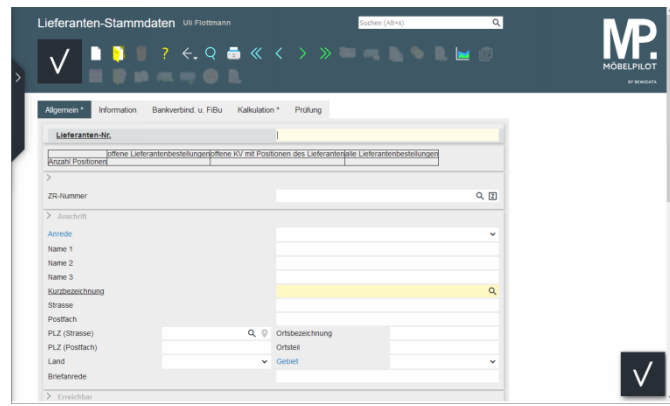 Lieferanten-Stammdaten Uli Flottmann
Suchen (Alt+s)
MP.
MÖBELPILOT
BY BEMIDATA
Allgemein * Information Bankverbind. u. FiBu Kalkulation * Prüfung
Lieferanten-Nr.
offene Lieferantenbestellungen offene KV mit Positionen des Lieferanten alle Lieferantenbestellungen
Anzahl Positionen
ZR-Nummer
Anschrift
Anrede
Name 1
Name 2
Name 3
Kurzbezeichnung
Strasse
Postfach
PLZ (Strasse) Ortsbezeichnung
PLZ (Postfach) Ortsteil
Land Gebiet
Briefanrede
Erreichbar